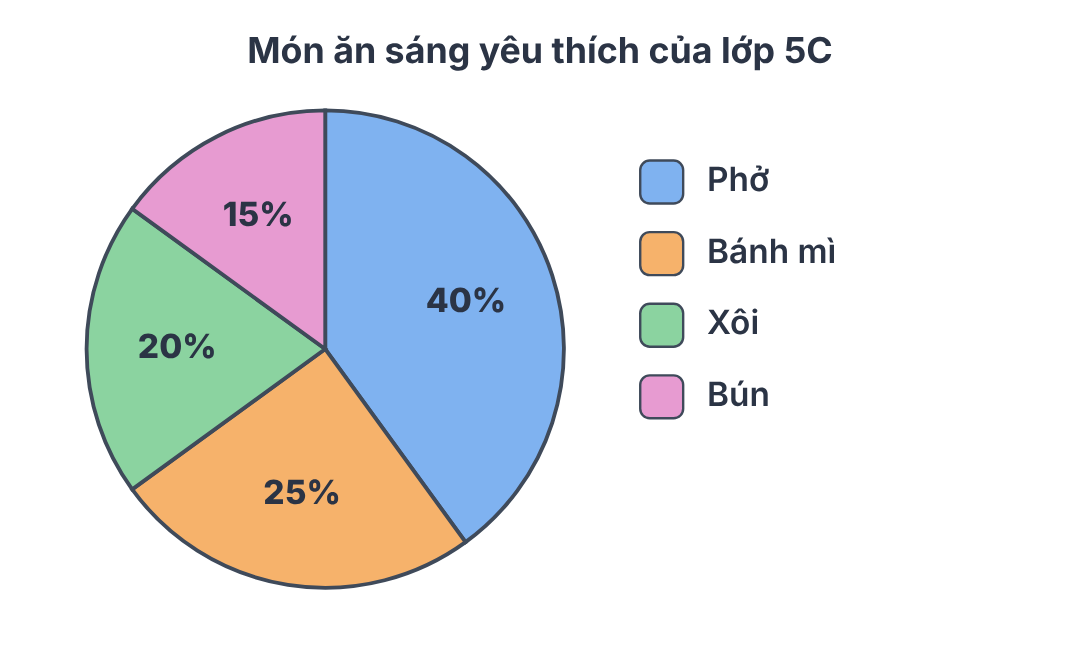 Món ăn sáng yêu thích của lớp 5C
15%
40%
20%
25%
Phở
Bánh mì
Xôi
Bún